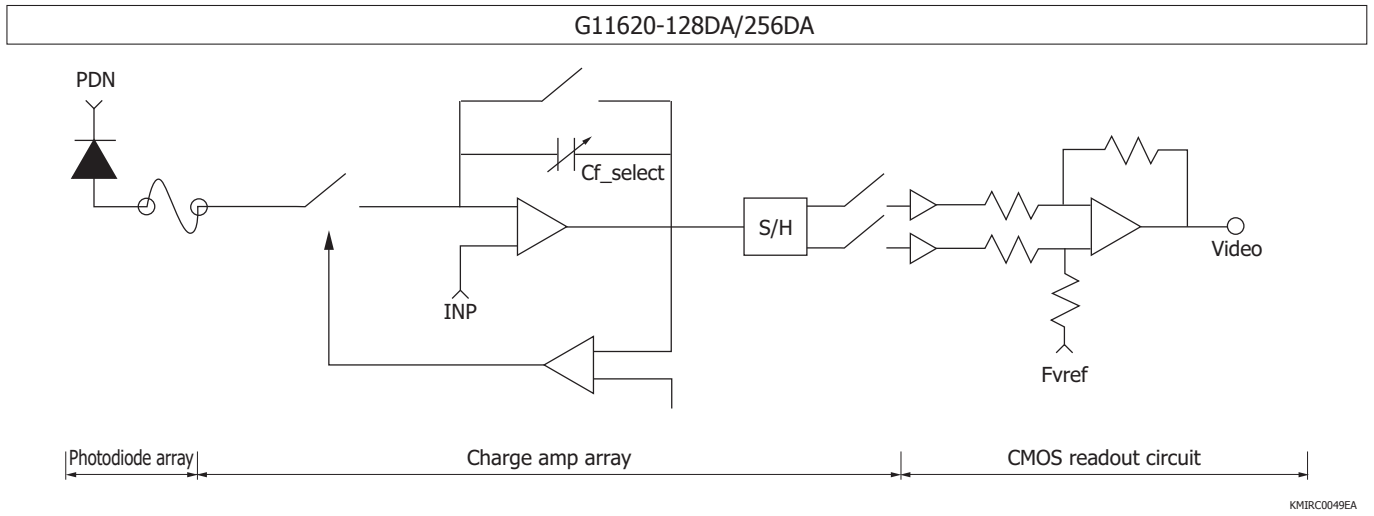 G11620-128DA/256DA
PDN
Cf_select
S/H
Video
INP
Fvref
Photodiode array
Charge amp array
CMOS readout circuit
KMIRC0049EA